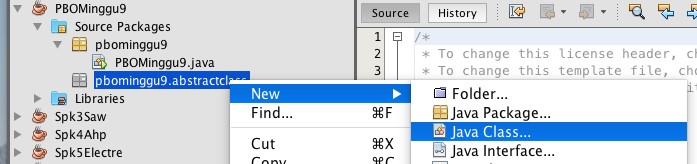 PBOMinggu9
Source Packages
pbominggu9
PBOMinggu9.java
pbominggu9.abstractclass
Libraries
Spk3Saw
Spk4Ahp
Spk5Electre
Source
History
1
/*
2
* To change this license header, ch
3
* To change this template file, cho
New
Find...
⌘F
Cut
⌘X
Copy
⌘C
Folder...
Java Package...
Java Class...
Java Interface...